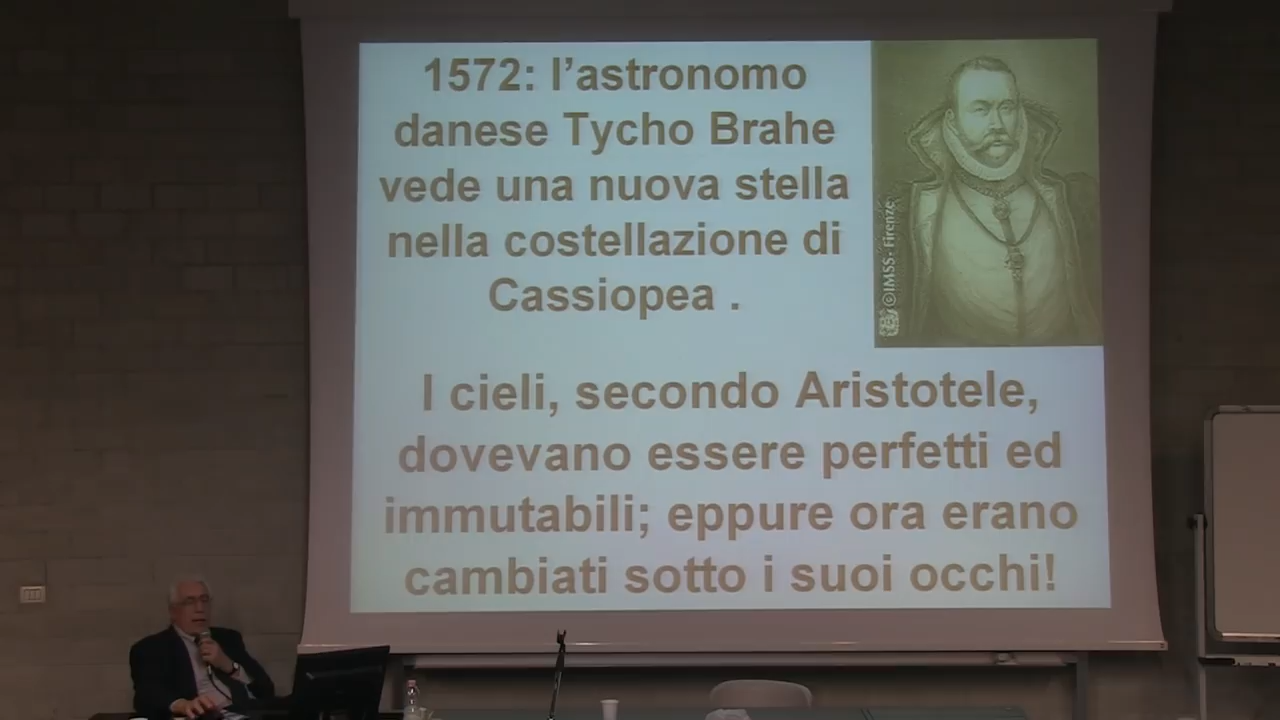 1572: l'astronomo
danese Tycho Brahe
vede una nuova stella
nella costellazione di
Cassiopea .
©IMSS - Firenze
I cieli, secondo Aristotele,
dovevano essere perfetti ed
immutabili; eppure ora erano
cambiati sotto i suoi occhi!